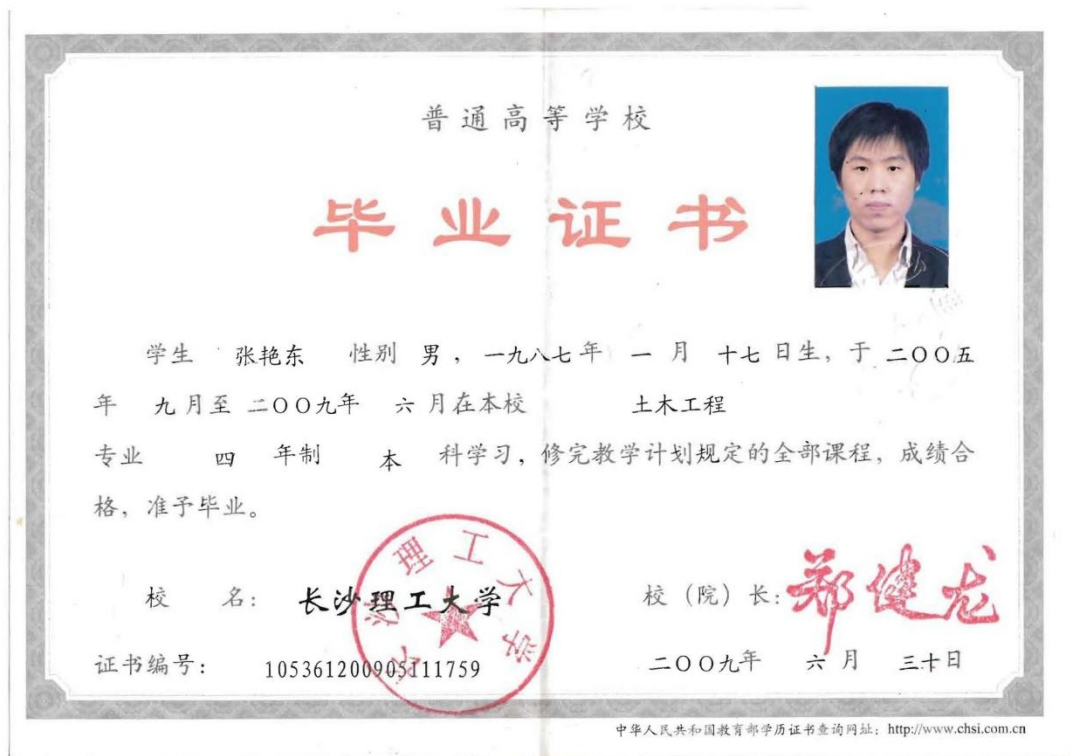 普通高等学校
毕业证书
学生 张艳东 性别 男，一九八七年 一 月 十七 日生，于 二〇〇五
年 九 月至 二〇〇九年 六 月在本校 土木工程
专业 四 年制 本 科学习，修完教学计划规定的全部课程，成绩合
格，准予毕业。
长沙理工大学
校 名： 长沙理工大学 校（院）长：郑健龙
证书编号： 105361200905111759 二〇〇九年 六 月 三十日
中华人民共和国教育部学历证书查询网址：http://www.chsi.com.cn